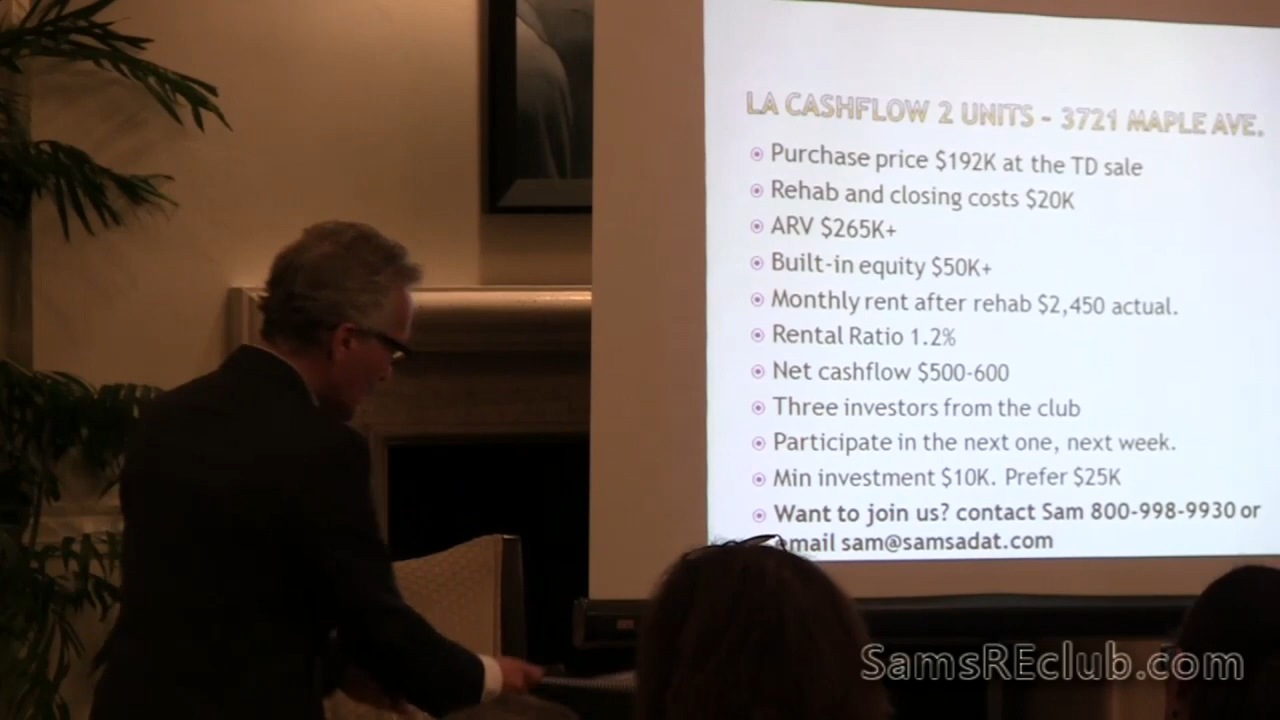 LA CASHFLOW 2 UNITS - 3721 MAPLE AVE.
Purchase price $192K at the TD sale
Rehab and closing costs $20K
ARV $265K+
Built-in equity $50K+
Monthly rent after rehab $2,450 actual.
Rental Ratio 1.2%
Net cashflow $500-600
Three investors from the club
Participate in the next one, next week.
Min investment $10K. Prefer $25K
Want to join us? contact Sam 800-998-9930 or
email sam@samsadat.com
SamsREclub.com